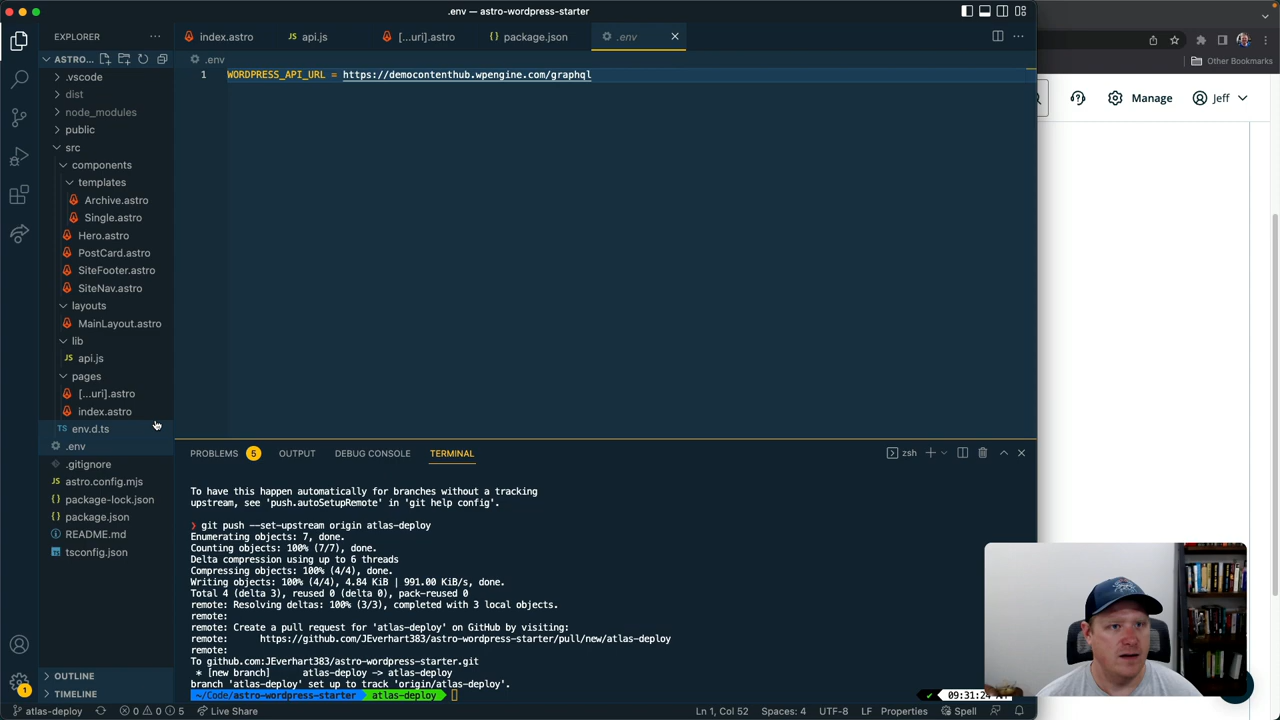 .env — astro-wordpress-starter
EXPLORER
···
index.astro
api.js
[...uri].astro
package.json
.env
ASTRO...
.env
1
WORDPRESS_API_URL = https://democontenthub.wpengine.com/graphql
.vscode
dist
node_modules
public
src
components
templates
Archive.astro
Single.astro
Hero.astro
PostCard.astro
SiteFooter.astro
SiteNav.astro
layouts
MainLayout.astro
lib
JS api.js
pages
[...uri].astro
index.astro
TS env.d.ts
.env
.gitignore
astro.config.mjs
package-lock.json
package.json
README.md
tsconfig.json
OUTLINE
TIMELINE
PROBLEMS 5
OUTPUT
DEBUG CONSOLE
TERMINAL
zsh
To have this happen automatically for branches without a tracking
upstream, see 'push.autoSetupRemote' in 'git help config'.
❯ git push --set-upstream origin atlas-deploy
Enumerating objects: 7, done.
Counting objects: 100% (7/7), done.
Delta compression using up to 6 threads
Compressing objects: 100% (4/4), done.
Writing objects: 100% (4/4), 4.84 KiB | 991.00 KiB/s, done.
Total 4 (delta 3), reused 0 (delta 0), pack-reused 0
remote: Resolving deltas: 100% (3/3), completed with 3 local objects.
remote:
remote: Create a pull request for 'atlas-deploy' on GitHub by visiting:
remote: https://github.com/JEverhart383/astro-wordpress-starter/pull/new/atlas-deploy
remote:
To github.com:JEverhart383/astro-wordpress-starter.git
* [new branch] atlas-deploy -> atlas-deploy
branch 'atlas-deploy' set up to track 'origin/atlas-deploy'.
~/Code/astro-wordpress-starter atlas-deploy
09:31:24
1
atlas-deploy
0
0
5
Live Share
Ln 1, Col 52
Spaces: 4
UTF-8
LF
Properties
Spell
Other Bookmarks
Manage
Jeff